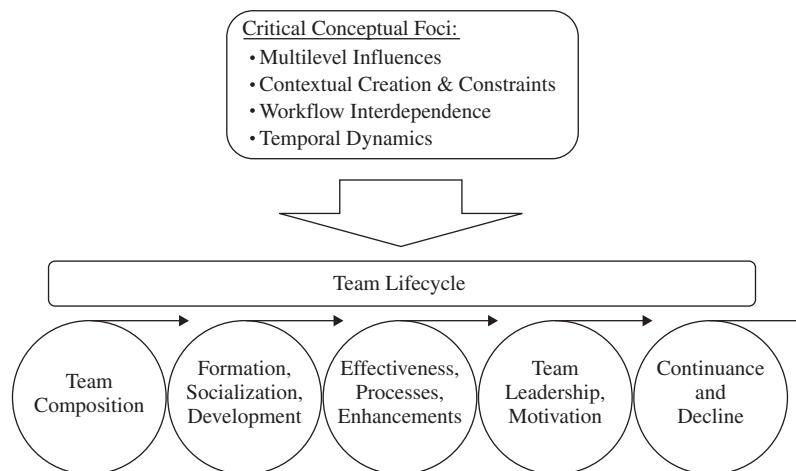 Critical Conceptual Foci:
• Multilevel Influences
• Contextual Creation & Constraints
• Workflow Interdependence
• Temporal Dynamics
Team Lifecycle
Team
Composition
Formation,
Socialization,
Development
Effectiveness,
Processes,
Enhancements
Team
Leadership,
Motivation
Continuance
and
Decline